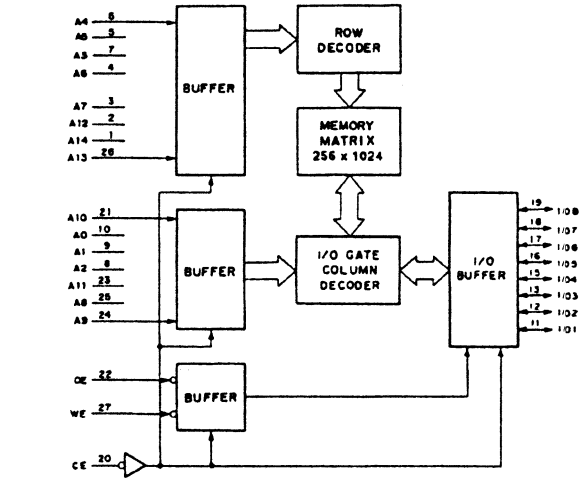 A4 6
A5 5
A3 7
A6 4
A7 3
A12 2
A14 1
A13 26
BUFFER
ROW
DECODER
MEMORY
MATRIX
256 x 1024
A10 21
A0 10
A1 9
A2 8
A11 23
A8 25
A9 24
BUFFER
I/O GATE
COLUMN
DECODER
I/O
BUFFER
19 I/O8
18 I/O7
17 I/O6
16 I/O5
15 I/O4
13 I/O3
12 I/O2
11 I/O1
OE 22
WE 27
BUFFER
CE 20